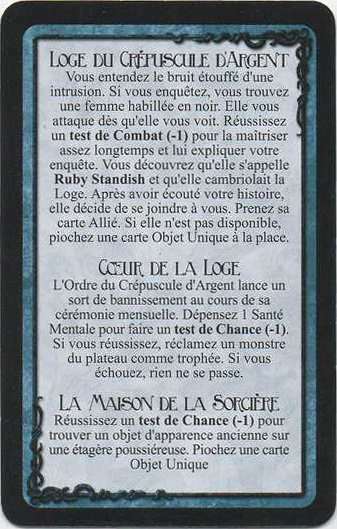 Loge du Crépuscule d'Argent
Vous entendez le bruit étouffé d'une
intrusion. Si vous enquêtez, vous trouvez
une femme habillée en noir. Elle vous
attaque dès qu'elle vous voit. Réussissez
un test de Combat (-1) pour la maîtriser
assez longtemps et lui expliquer votre
enquête. Vous découvrez qu'elle s'appelle
Ruby Standish et qu'elle cambriolait la
Loge. Après avoir écouté votre histoire,
elle décide de se joindre à vous. Prenez sa
carte Allié. Si elle n'est pas disponible,
piochez une carte Objet Unique à la place.
Cœur de la Loge
L'Ordre du Crépuscule d'Argent lance un
sort de bannissement au cours de sa
cérémonie mensuelle. Dépensez 1 Santé
Mentale pour faire un test de Chance (-1).
Si vous réussissez, réclamez un monstre
du plateau comme trophée. Si vous
échouez, rien ne se passe.
La Maison de la Sorcière
Réussissez un test de Chance (-1) pour
trouver un objet d'apparence ancienne sur
une étagère poussiéreuse. Piochez une carte
Objet Unique